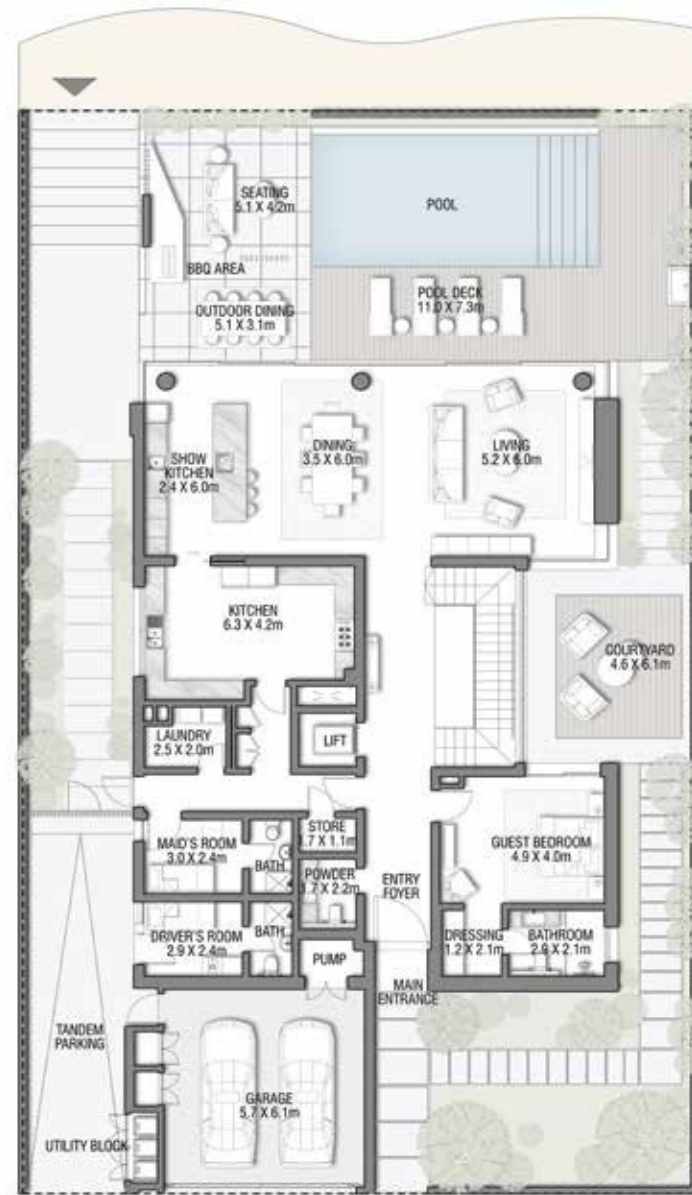 SEATING
5.1 X 4.2m
POOL
BBQ AREA
POOL DECK
11.0 X 7.3m
OUTDOOR DINING
5.1 X 3.1m
SHOW
KITCHEN
2.4 X 6.0m
DINING
3.5 X 6.0m
LIVING
5.2 X 6.0m
KITCHEN
6.3 X 4.2m
COURTYARD
4.6 X 6.1m
LAUNDRY
2.5 X 2.0m
LIFT
MAID'S ROOM
3.0 X 2.4m
BATH
STORE
1.7 X 1.1m
POWDER
1.7 X 2.2m
ENTRY
FOYER
GUEST BEDROOM
4.9 X 4.0m
DRIVER'S ROOM
2.9 X 2.4m
BATH
PUMP
DRESSING
1.2 X 2.1m
BATHROOM
2.9 X 2.1m
MAIN
ENTRANCE
TANDEM
PARKING
GARAGE
5.7 X 6.1m
UTILITY BLOCK